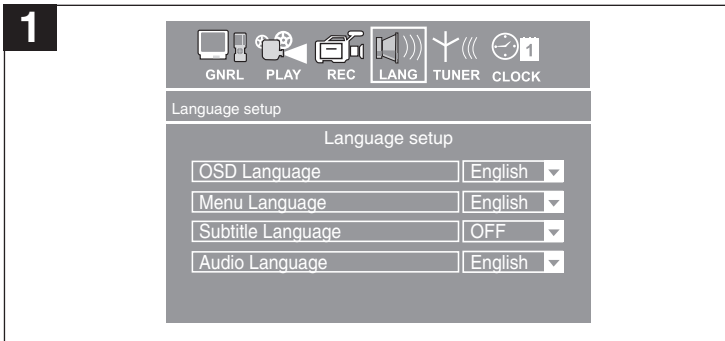 1
GNRL PLAY REC LANG TUNER CLOCK
1
Language setup
Language setup
OSD Language English
Menu Language English
Subtitle Language OFF
Audio Language English